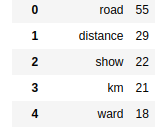 0 road 55
1 distance 29
2 show 22
3 km 21
4 ward 18